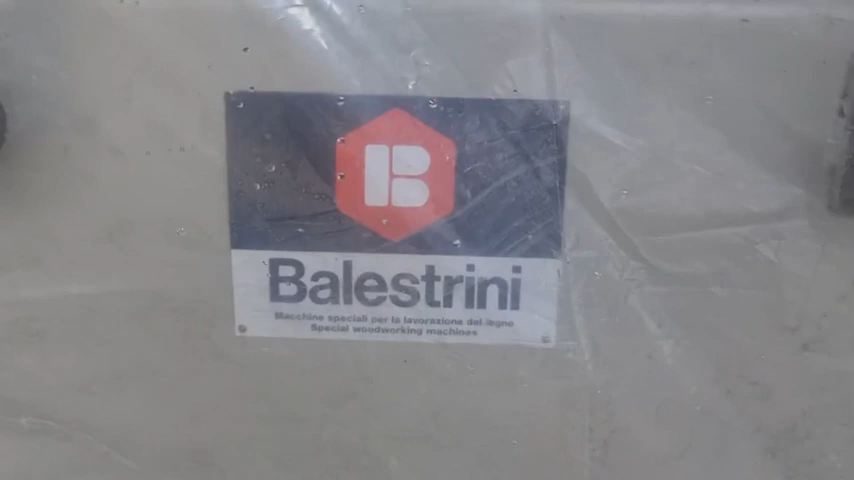 B
Balestrini
Macchine speciali per la lavorazione del legno
Special woodworking machines